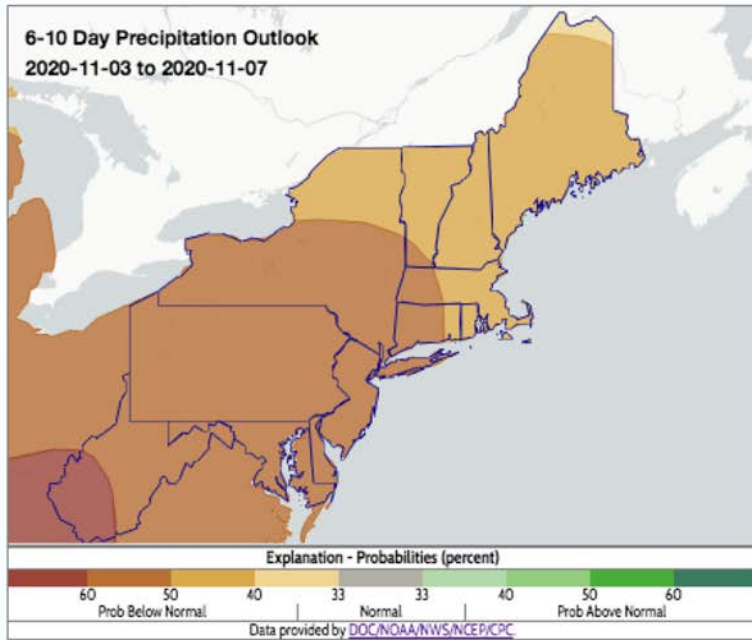 6-10 Day Precipitation Outlook
2020-11-03 to 2020-11-07
Explanation - Probabilities (percent)
60 50 40 33 33 40 50 60
Prob Below Normal | Normal | Prob Above Normal
Data provided by DOC/NOAA/NWS/NCEP/CPC